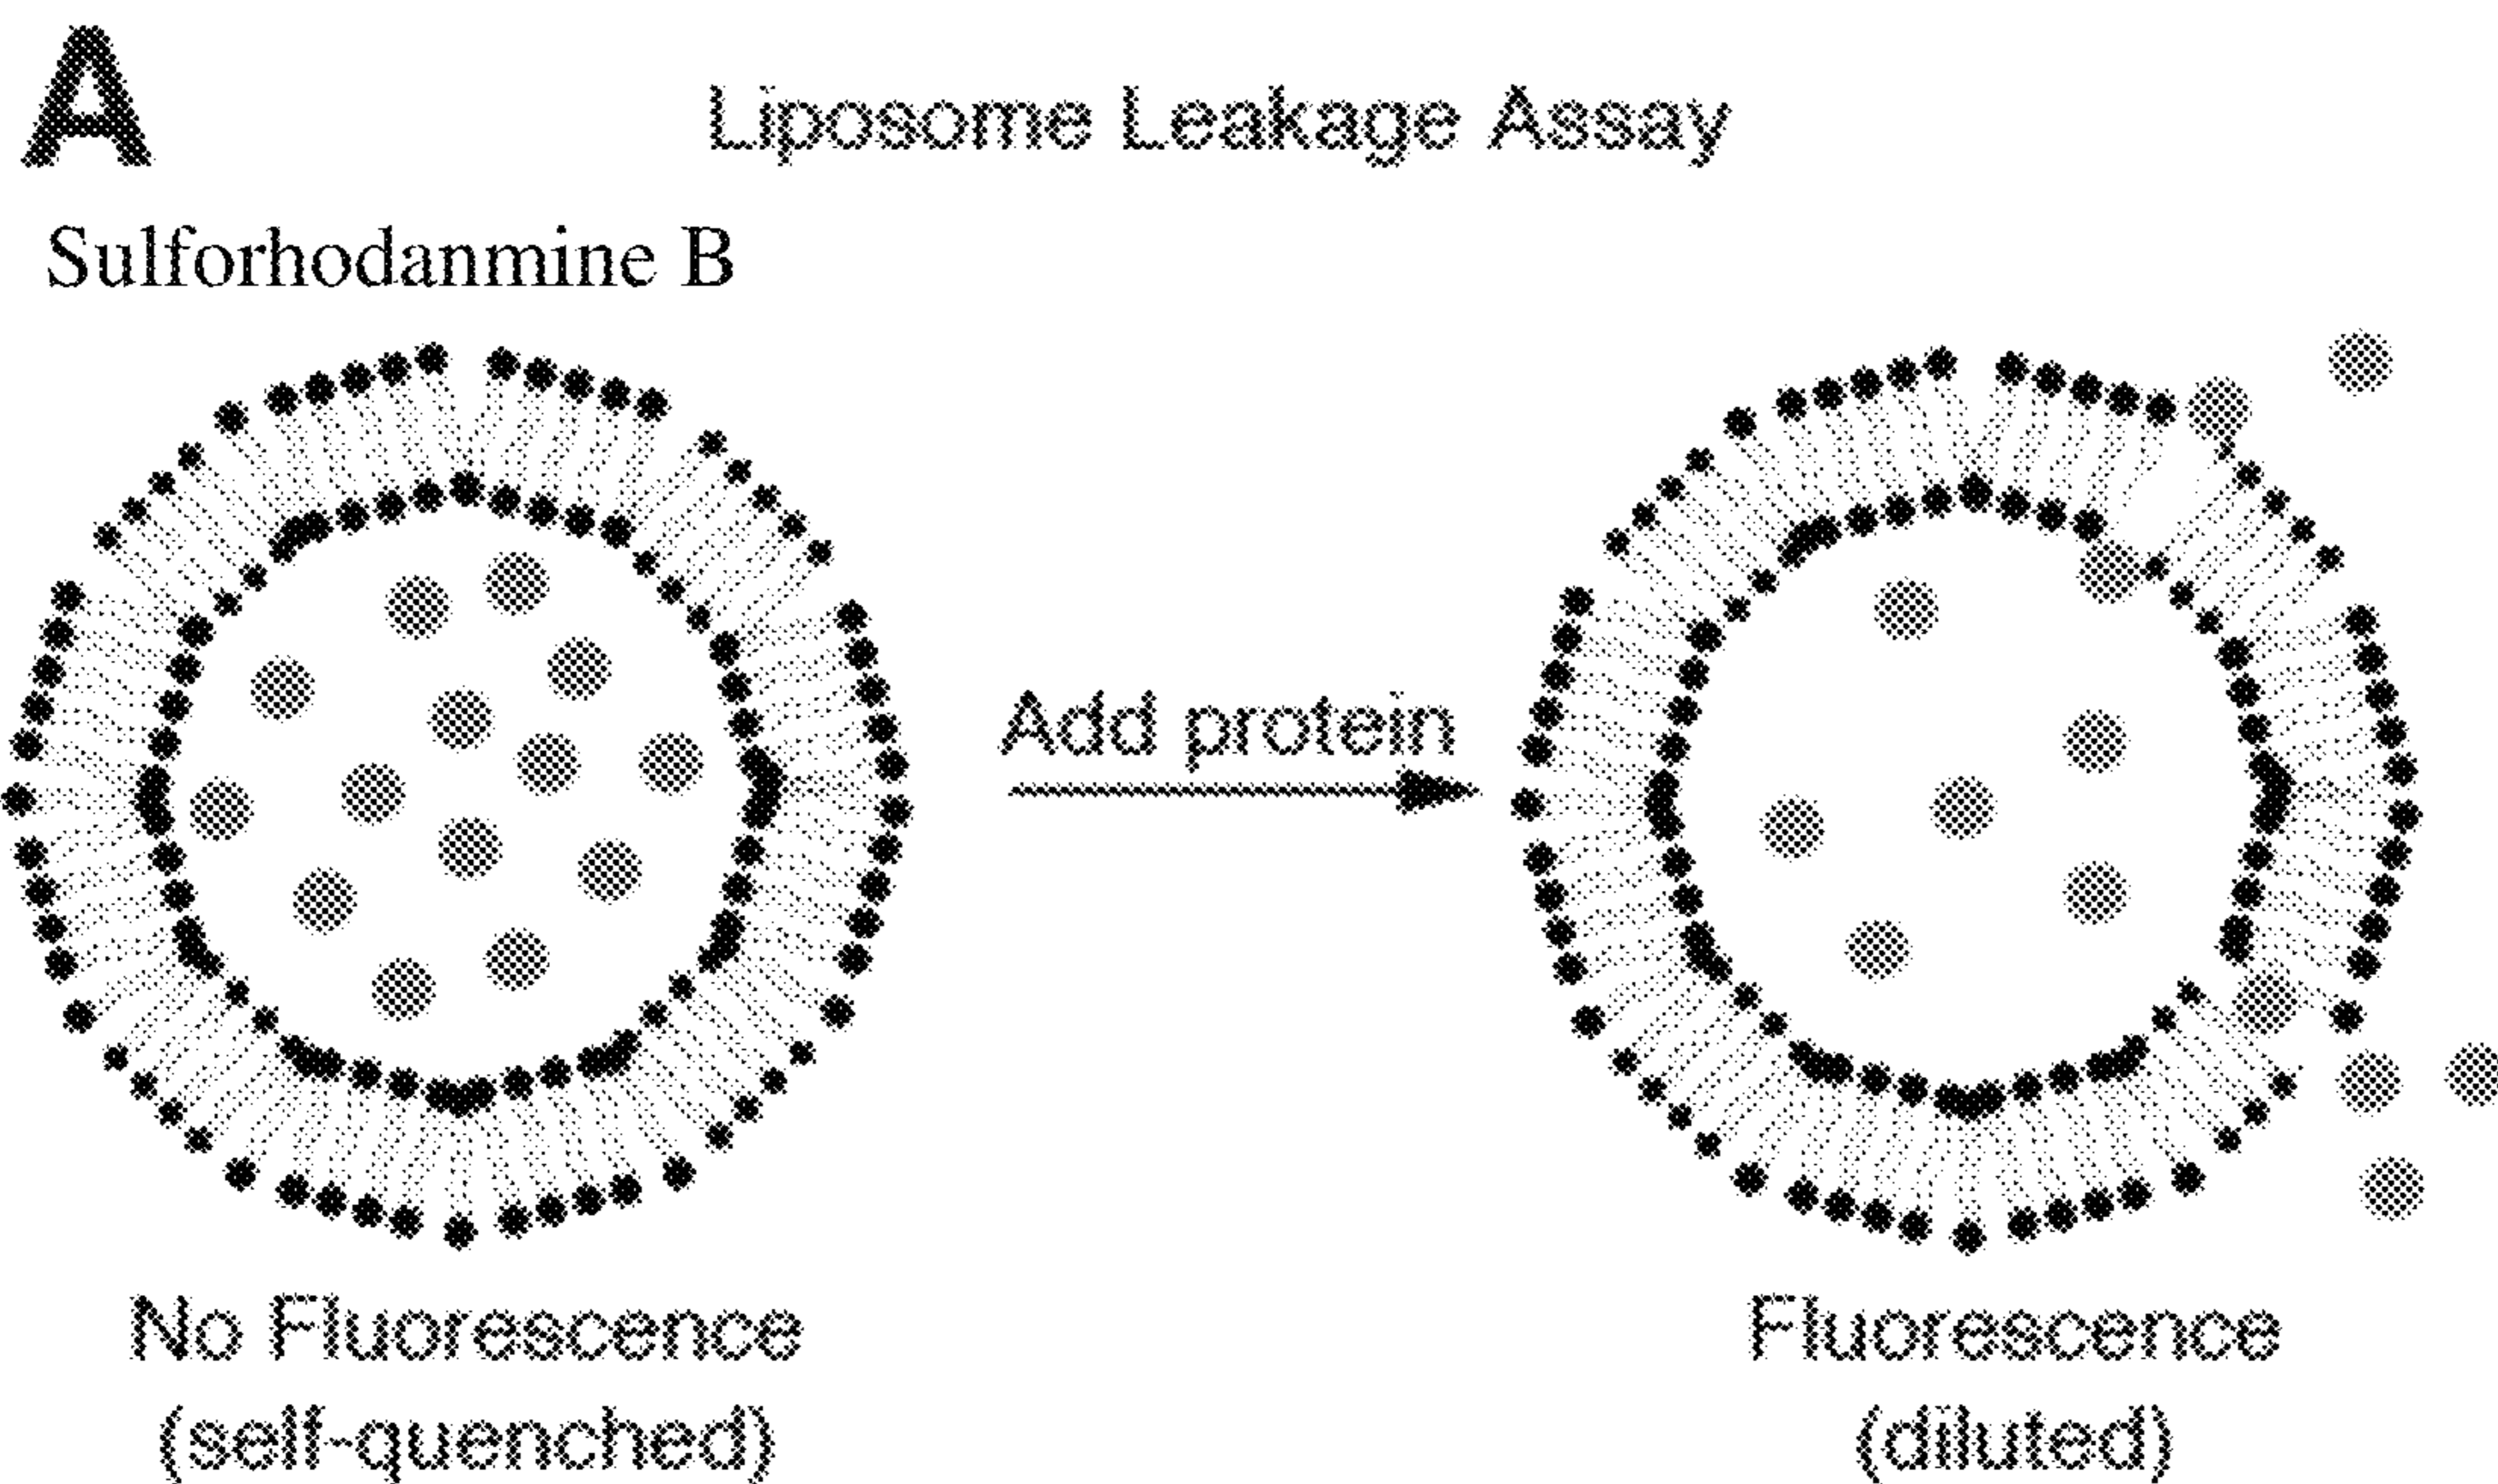 A
Liposome Leakage Assay
Sulforhodanmine B
Add protein
No Fluorescence
(self-quenched)
Fluorescence
(diluted)